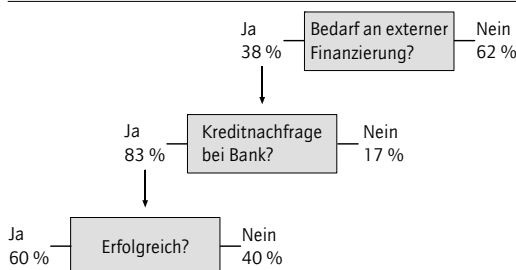 Ja
38 %
Bedarf an externer
Finanzierung?
Nein
62 %
Ja
83 %
Kreditnachfrage
bei Bank?
Nein
17 %
Ja
60 %
Erfolgreich?
Nein
40 %